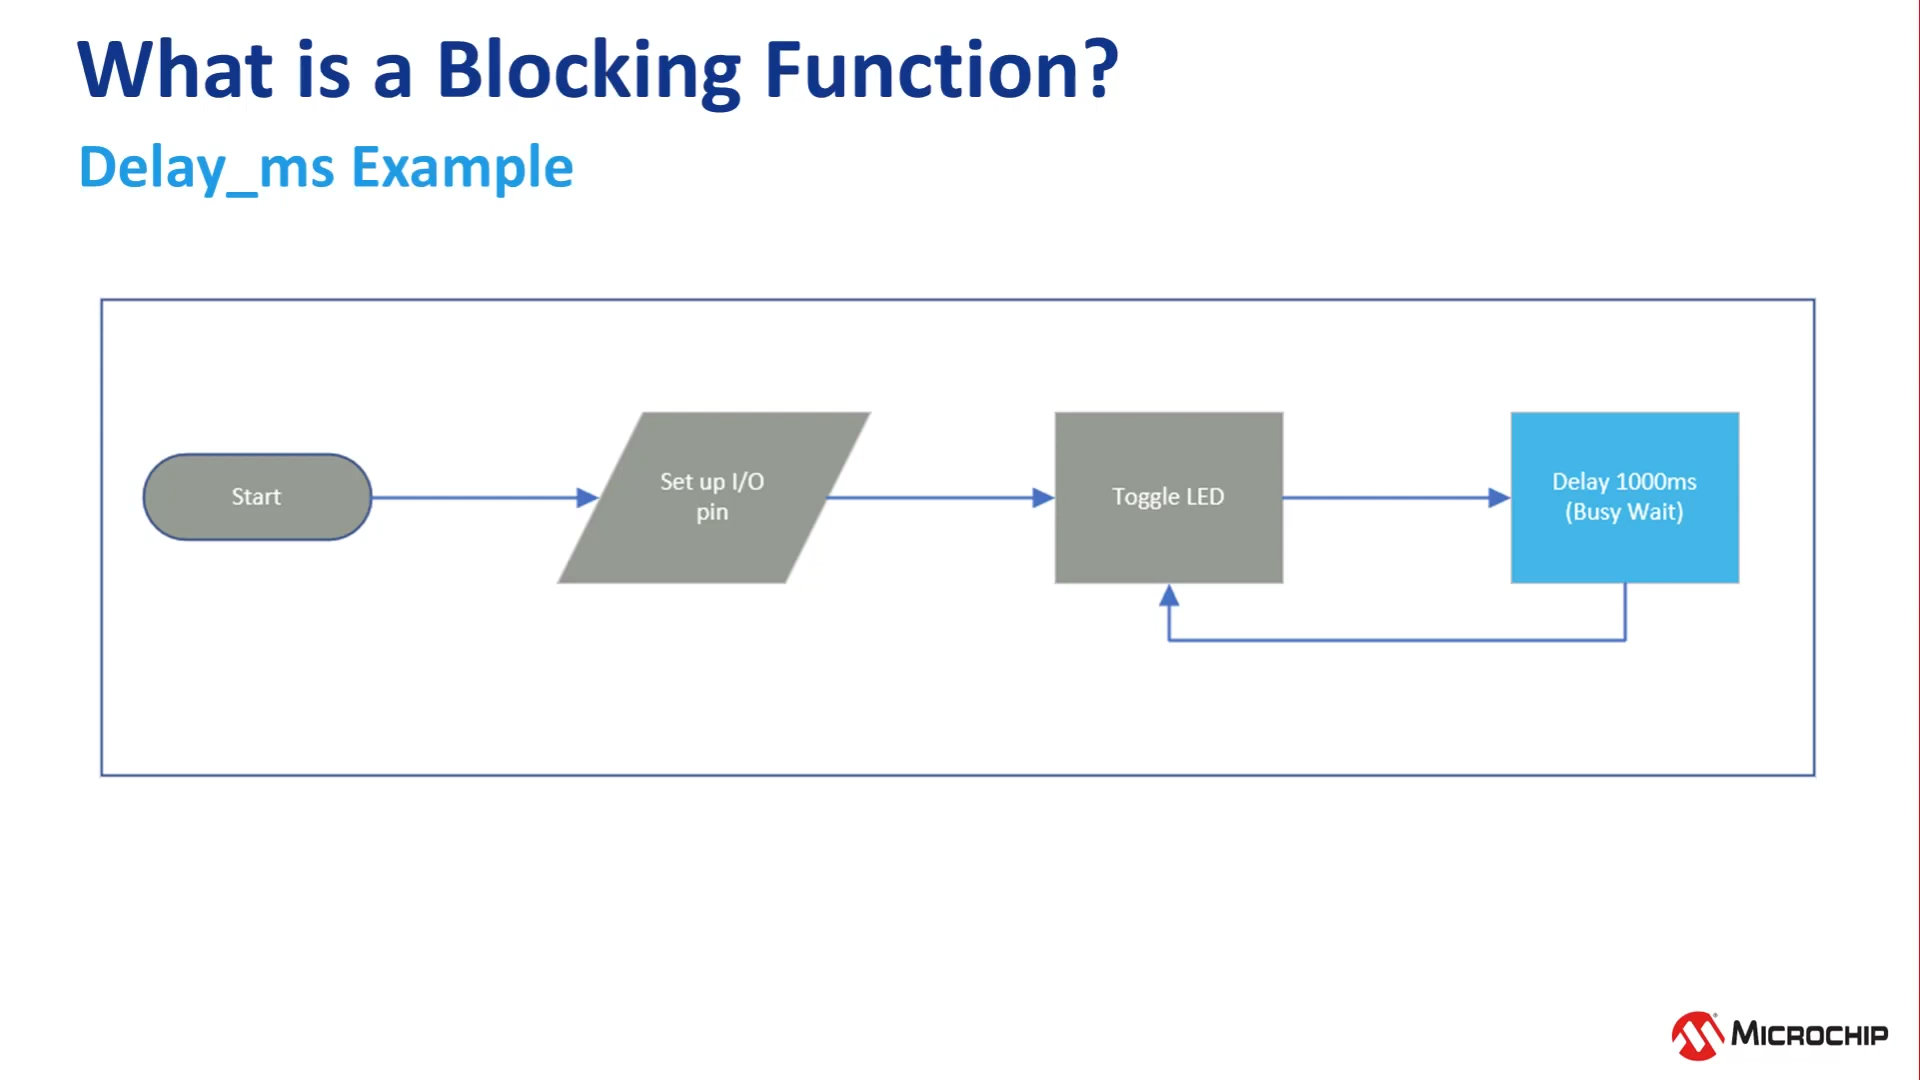 What is a Blocking Function?
Delay_ms Example
Start
Set up I/O
pin
Toggle LED
Delay 1000ms
(Busy Wait)
MICROCHIP